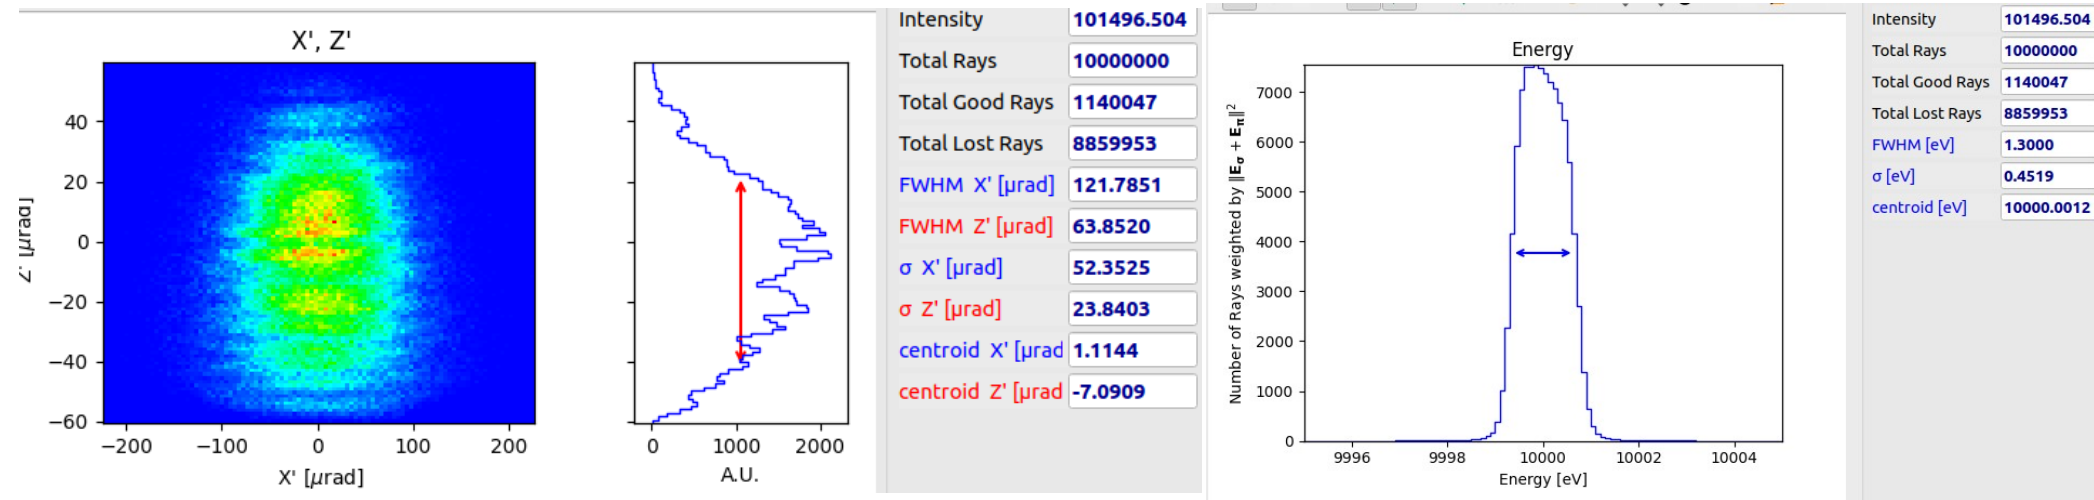 X', Z'
40
20
0
−20
−40
−60
Z' [μrad]
−200 −100 0 100 200
X' [μrad]
0 1000 2000
A.U.
Intensity 101496.504
Total Rays 10000000
Total Good Rays 1140047
Total Lost Rays 8859953
FWHM X' [μrad] 121.7851
FWHM Z' [μrad] 63.8520
σ X' [μrad] 52.3525
σ Z' [μrad] 23.8403
centroid X' [μrad 1.1144
centroid Z' [μrad -7.0909
Energy
7000
6000
5000
4000
3000
2000
1000
0
Number of Rays weighted by ‖Eσ + Eπ‖²
9996 9998 10000 10002 10004
Energy [eV]
Intensity 101496.504
Total Rays 10000000
Total Good Rays 1140047
Total Lost Rays 8859953
FWHM [eV] 1.3000
σ [eV] 0.4519
centroid [eV] 10000.0012